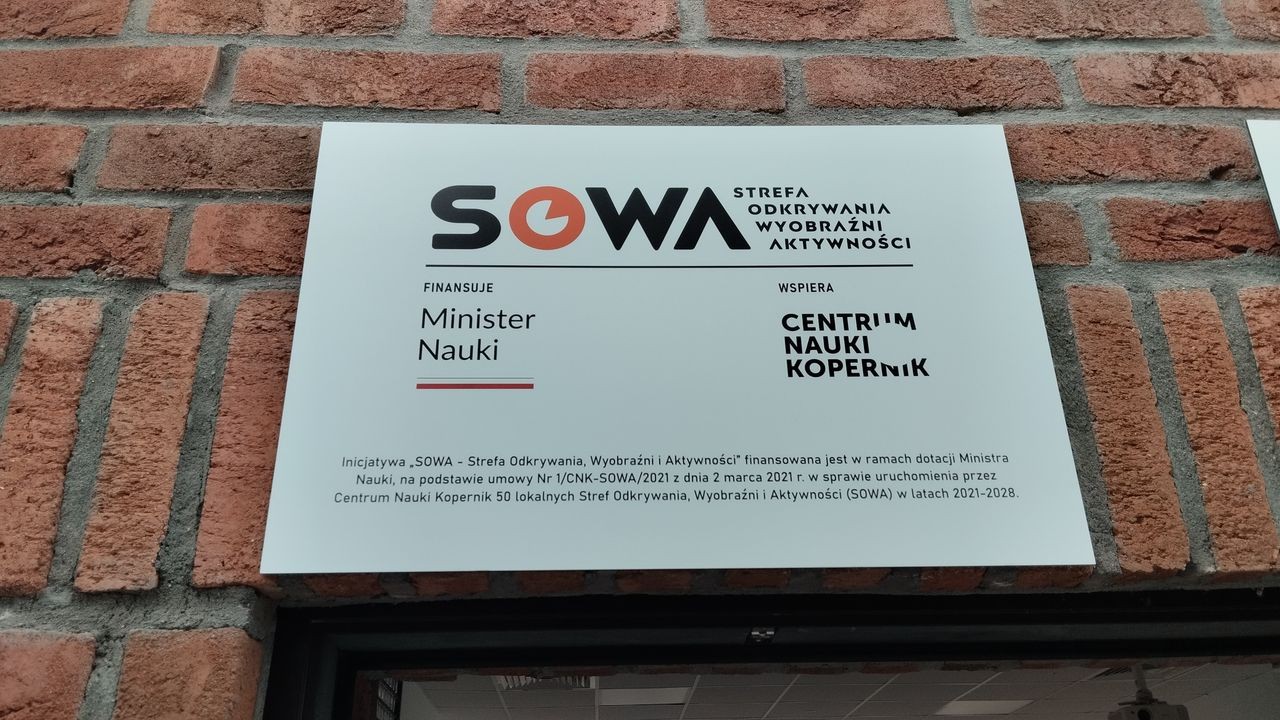 SOWA STREFA
ODKRYWANIA
WYOBRAŹNI
AKTYWNOŚCI
FINANSUJE
Minister
Nauki
WSPIERA
CENTRUM
NAUKI
KOPERNIK
Inicjatywa „SOWA - Strefa Odkrywania, Wyobraźni i Aktywności" finansowana jest w ramach dotacji Ministra
Nauki, na podstawie umowy Nr 1/CNK-SOWA/2021 z dnia 2 marca 2021 r. w sprawie uruchomienia przez
Centrum Nauki Kopernik 50 lokalnych Stref Odkrywania, Wyobraźni i Aktywności (SOWA) w latach 2021-2028.